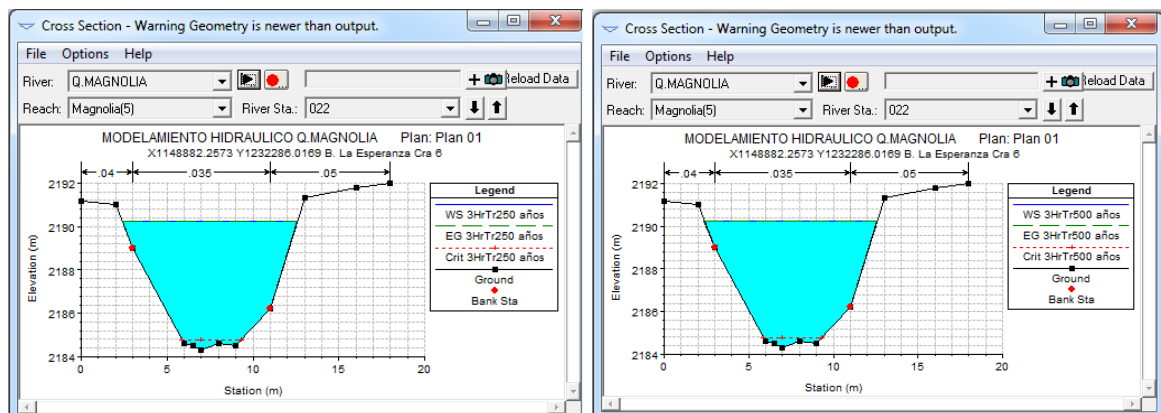 Cross Section - Warning Geometry is newer than output.
File Options Help
River: Q.MAGNOLIA Reload Data
Reach: Magnolia(5) River Sta.: 022
MODELAMIENTO HIDRAULICO Q.MAGNOLIA Plan: Plan 01
X1148882.2573 Y1232286.0169 B. La Esperanza Cra 6
.04 .035 .05
2192
2190
2188
2186
2184
Elevation (m)
0 5 10 15 20
Station (m)
Legend
WS 3HrTr250 años
EG 3HrTr250 años
Crit 3HrTr250 años
Ground
Bank Sta
Cross Section - Warning Geometry is newer than output.
File Options Help
River: Q.MAGNOLIA Reload Data
Reach: Magnolia(5) River Sta.: 022
MODELAMIENTO HIDRAULICO Q.MAGNOLIA Plan: Plan 01
X1148882.2573 Y1232286.0169 B. La Esperanza Cra 6
.04 .035 .05
2192
2190
2188
2186
2184
Elevation (m)
0 5 10 15 20
Station (m)
Legend
WS 3HrTr500 años
EG 3HrTr500 años
Crit 3HrTr500 años
Ground
Bank Sta